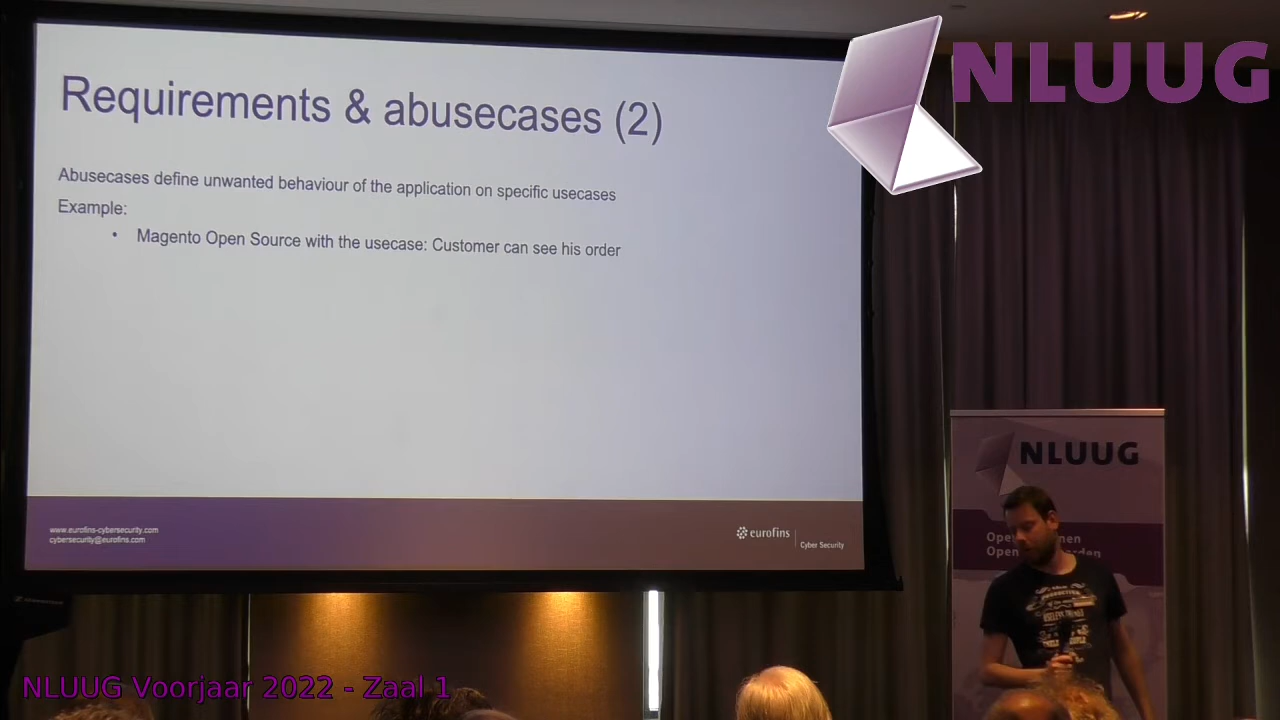 Requirements & abusecases (2)
Abusecases define unwanted behaviour of the application on specific usecases
Example:
• Magento Open Source with the usecase: Customer can see his order
www.eurofins-cybersecurity.com
cybersecurity@eurofins.com
eurofins
Cyber Security
NLUUG
NLUUG
Open
Open
NLUUG Voorjaar 2022 - Zaal 1